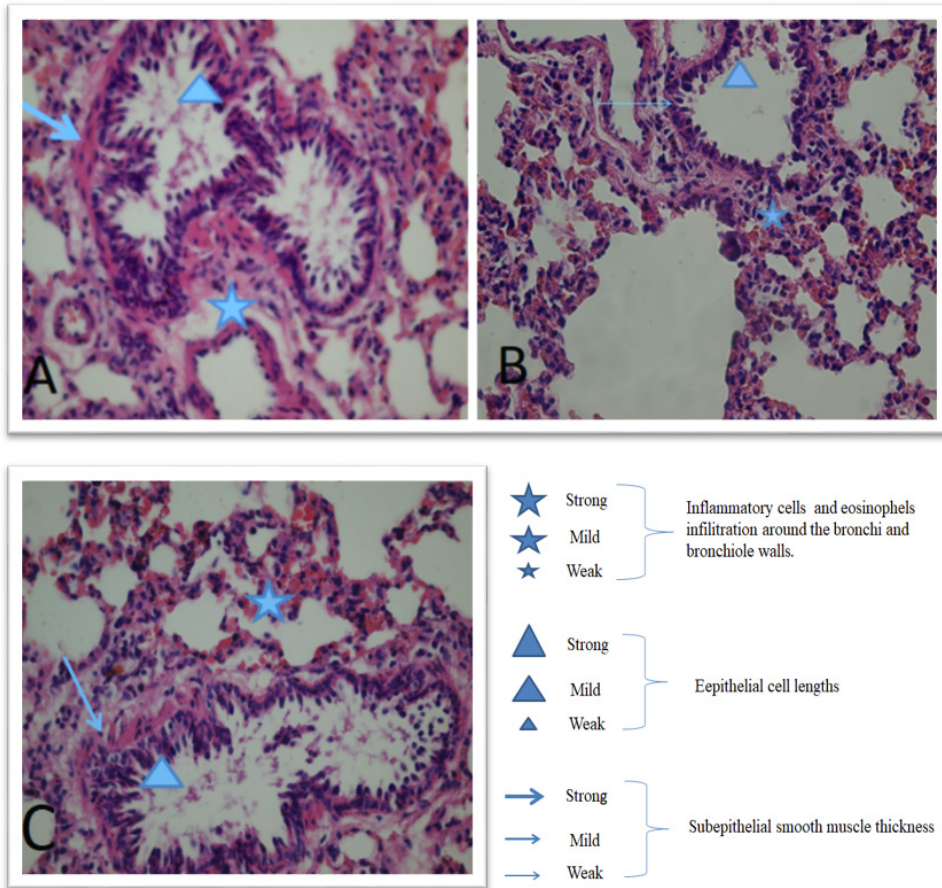 A
B
C
Strong
Mild
Weak
Inflammatory cells and eosinophels
infiltration around the bronchi and
bronchiole walls.
Strong
Mild
Weak
Eepithelial cell lengths
Strong
Mild
Weak
Subepithelial smooth muscle thickness